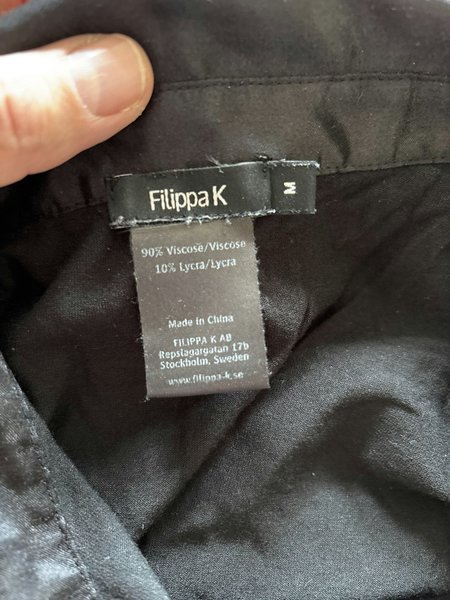 Filippa K
M
90% Viscose/Viscose
10% Lycra/Lycra
Made in China
FILIPPA K AB
Repslagargatan 17b
Stockholm, Sweden
www.filippa-k.se